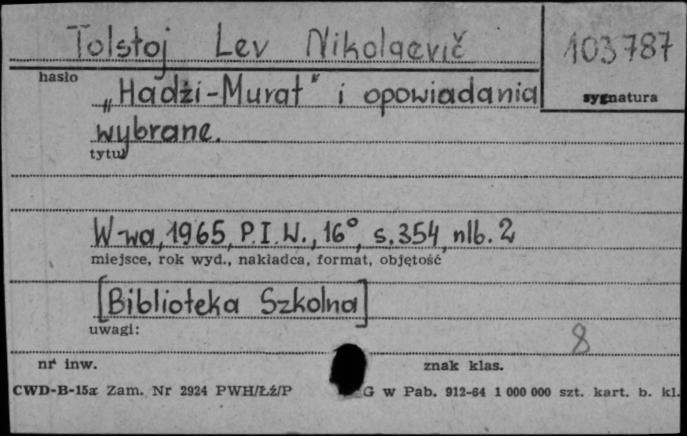 Tolstoj Lev Nikolaevič
103787
hasło
sygnatura
„Hadżi-Murat" i opowiadania
wybrane.
tytuł
W-wa, 1965, P.I.W., 16°, s. 354, nlb. 2
miejsce, rok wyd., nakładca, format, objętość
[Biblioteka Szkolna]
uwagi:
8
nr inw.
znak klas.
CWD-B-15a Zam. Nr 2924 PWH/Łź/P G w Pab. 912-64 1 000 000 szt. kart. b. kl.